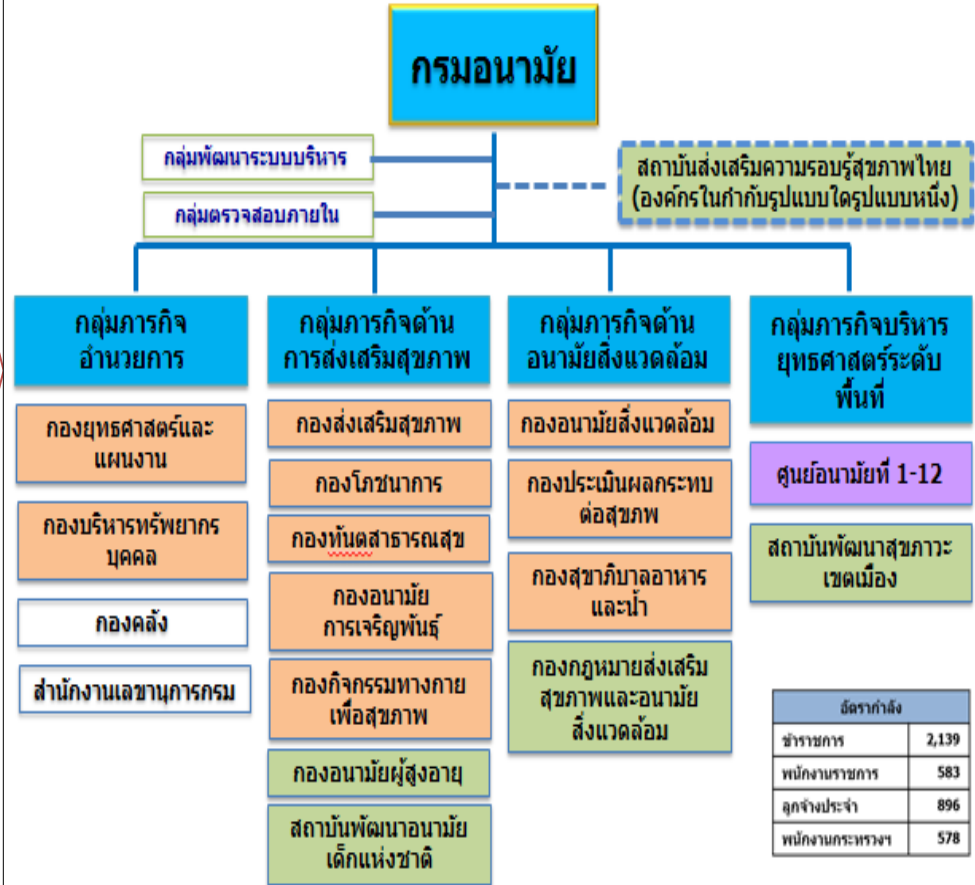 กรมอนามัย
กลุ่มพัฒนาระบบบริหาร
กลุ่มตรวจสอบภายใน
สถาบันส่งเสริมความรอบรู้สุขภาพไทย
(องค์กรในกำกับรูปแบบใดรูปแบบหนึ่ง)
กลุ่มภารกิจ
อำนวยการ
กองยุทธศาสตร์และ
แผนงาน
กองบริหารทรัพยากร
บุคคล
กองคลัง
สำนักงานเลขานุการกรม
กลุ่มภารกิจด้าน
การส่งเสริมสุขภาพ
กองส่งเสริมสุขภาพ
กองโภชนาการ
กองทันตสาธารณสุข
กองอนามัย
การเจริญพันธุ์
กองกิจกรรมทางกาย
เพื่อสุขภาพ
กองอนามัยผู้สูงอายุ
สถาบันพัฒนาอนามัย
เด็กแห่งชาติ
กลุ่มภารกิจด้าน
อนามัยสิ่งแวดล้อม
กองอนามัยสิ่งแวดล้อม
กองประเมินผลกระทบ
ต่อสุขภาพ
กองสุขาภิบาลอาหาร
และน้ำ
กองกฎหมายส่งเสริม
สุขภาพและอนามัย
สิ่งแวดล้อม
กลุ่มภารกิจบริหาร
ยุทธศาสตร์ระดับ
พื้นที่
ศูนย์อนามัยที่ 1-12
สถาบันพัฒนาสุขภาวะ
เขตเมือง
อัตรากำลัง
ข้าราชการ 2,139
พนักงานราชการ 583
ลูกจ้างประจำ 896
พนักงานกระทรวงฯ 578